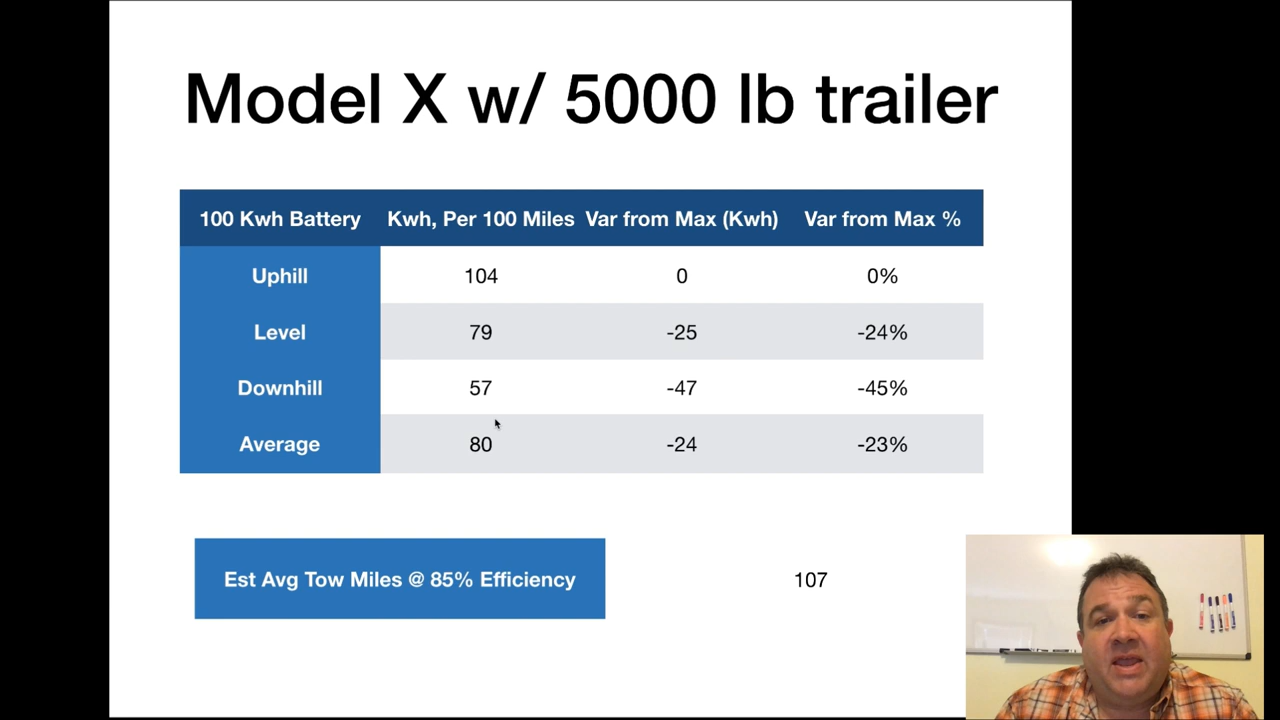 Model X w/ 5000 lb trailer
100 Kwh Battery Kwh, Per 100 Miles Var from Max (Kwh) Var from Max %
Uphill 104 0 0%
Level 79 -25 -24%
Downhill 57 -47 -45%
Average 80 -24 -23%
Est Avg Tow Miles @ 85% Efficiency 107